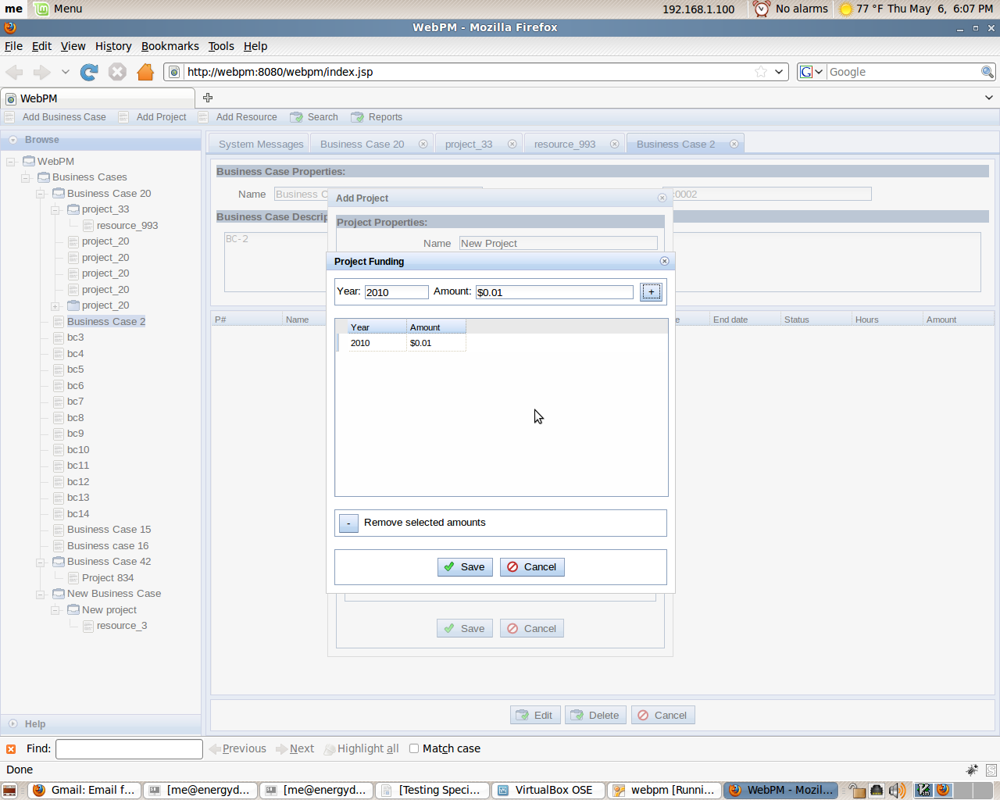 me Menu 192.168.1.100 No alarms 77 °F Thu May 6, 6:07 PM
WebPM - Mozilla Firefox
File Edit View History Bookmarks Tools Help
http://webpm:8080/webpm/index.jsp Google
WebPM
Add Business Case Add Project Add Resource Search Reports
Browse
WebPM
Business Cases
Business Case 20
project_33
resource_993
project_20
project_20
project_20
project_20
project_20
Business Case 2
bc3
bc4
bc5
bc6
bc7
bc8
bc9
bc10
bc11
bc12
bc13
bc14
Business Case 15
Business case 16
Business Case 42
Project 834
New Business Case
New project
resource_3
Help
System Messages Business Case 20 project_33 resource_993 Business Case 2
Business Case Properties:
Name Business C :0002
Business Case Descrip
BC-2
P# Name e End date Status Hours Amount
Add Project
Project Properties:
Name New Project
Project Funding
Year: 2010 Amount: $0.01 +
Year Amount
2010 $0.01
- Remove selected amounts
Save Cancel
Save Cancel
Edit Delete Cancel
Find: Previous Next Highlight all Match case
Done
Gmail: Email f... [me@energyd... [me@energyd... [Testing Speci... VirtualBox OSE webpm [Runni... WebPM - Mozil...